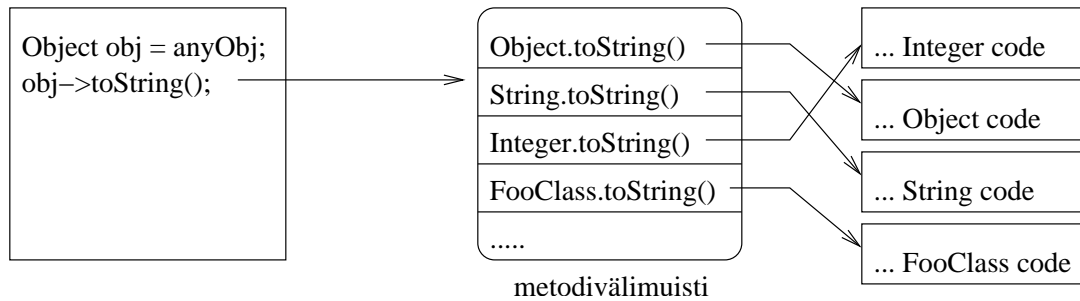 Object obj = anyObj;
obj−>toString();
Object.toString()
String.toString()
Integer.toString()
FooClass.toString()
.....
metodivälimuisti
... Integer code
... Object code
... String code
... FooClass code